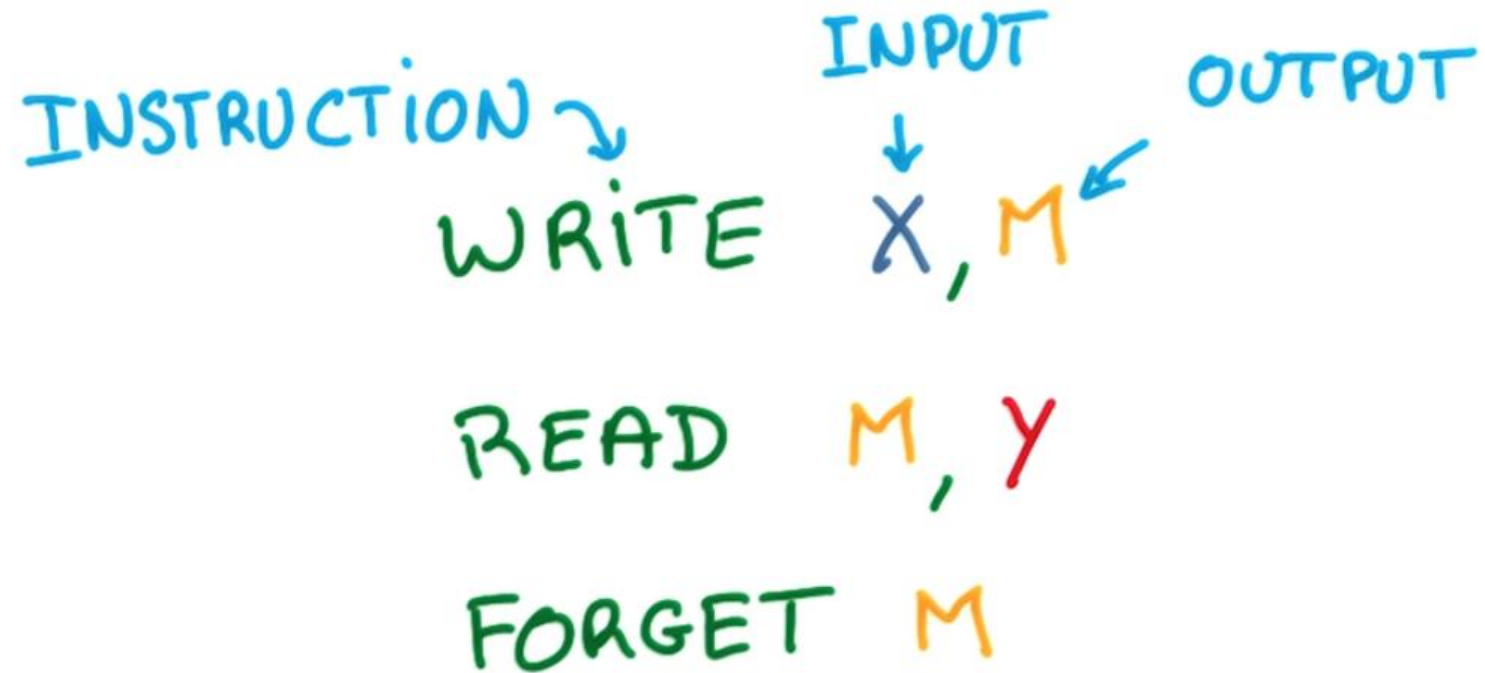 INPUT
OUTPUT
INSTRUCTION
WRITE X, M
READ M, Y
FORGET M